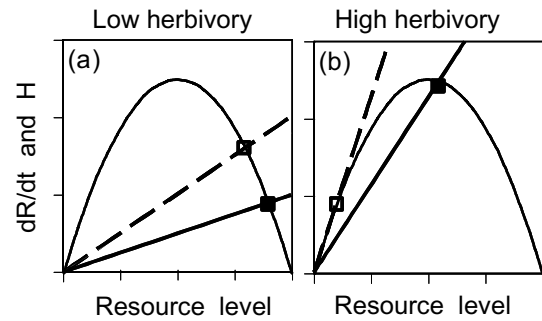 Low herbivory
High herbivory
(a)
(b)
dR/dt and H
Resource level
Resource level